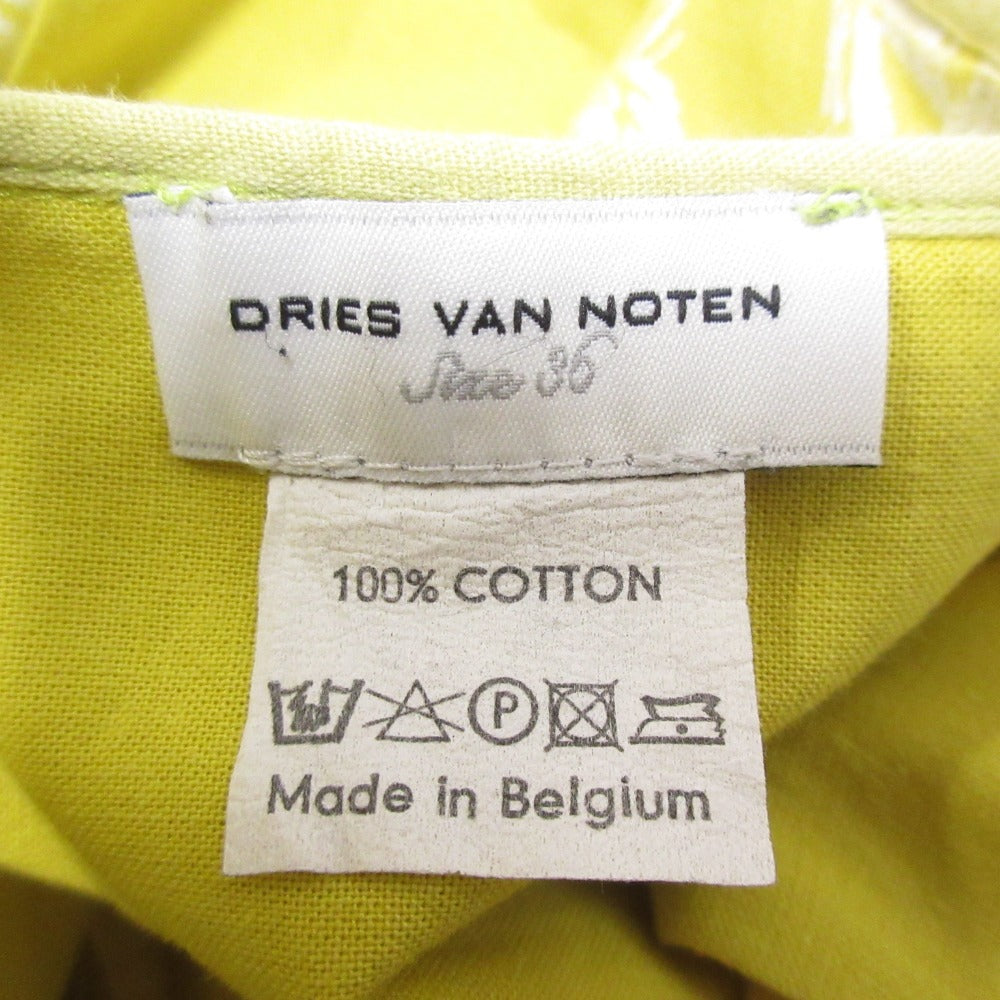 DRIES VAN NOTEN
Size 36
100% COTTON
P
Made in Belgium